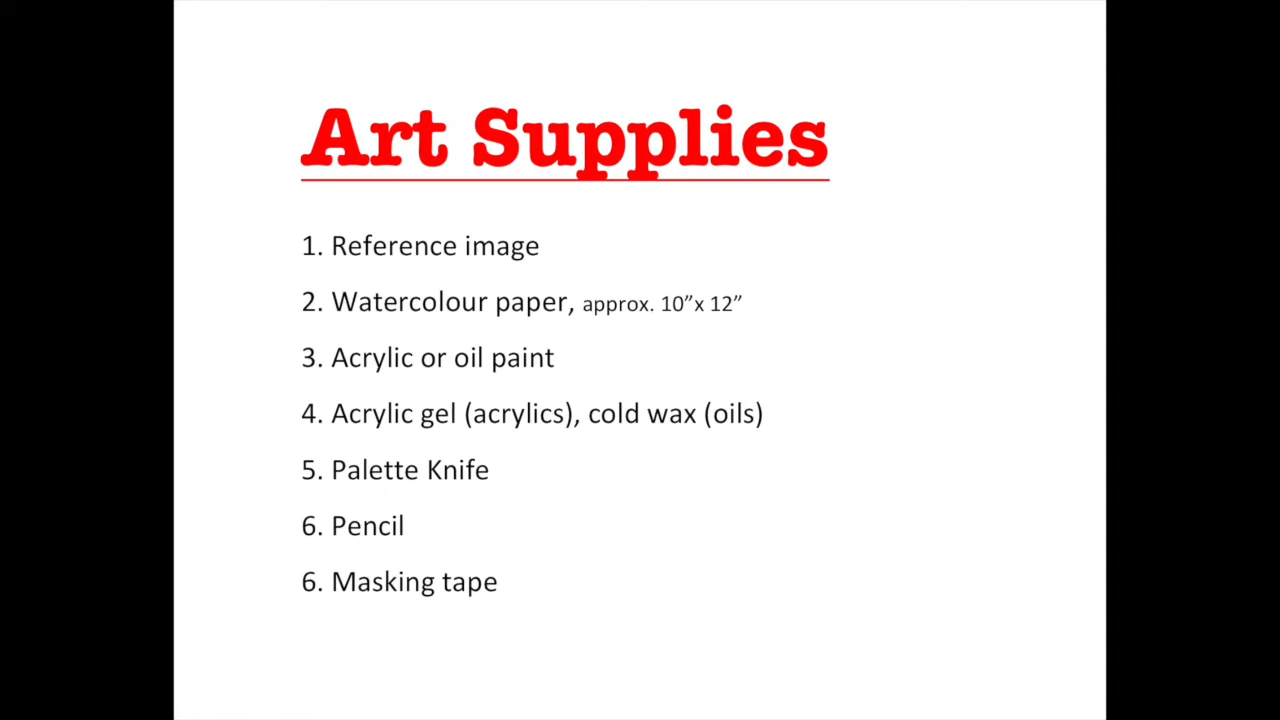 Art Supplies
1. Reference image
2. Watercolour paper, approx. 10”x 12”
3. Acrylic or oil paint
4. Acrylic gel (acrylics), cold wax (oils)
5. Palette Knife
6. Pencil
6. Masking tape